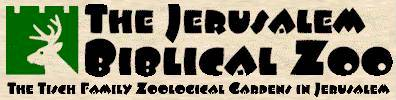 The Jerusalem
Biblical Zoo
The Tisch Family Zoological Gardens in Jerusalem